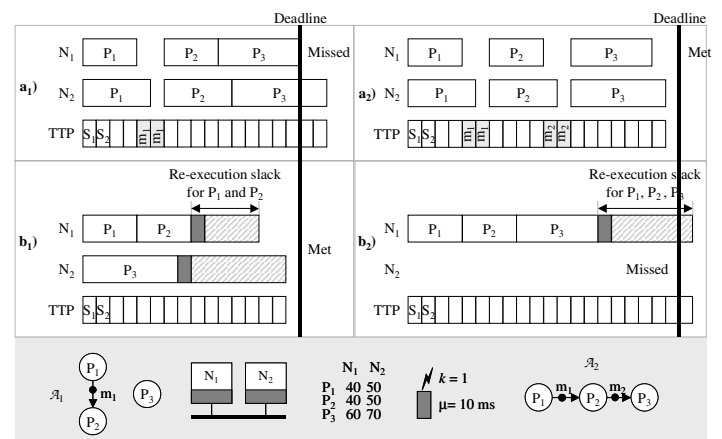 Deadline Deadline
a₁) N₁ P₁ P₂ P₃ Missed
N₂ P₁ P₂ P₃
TTP S₁ S₂ m₁ m₁
a₂) N₁ P₁ P₂ P₃ Met
N₂ P₁ P₂ P₃
TTP S₁ S₂ m₁ m₁ m₂ m₂
Re-execution slack
for P₁ and P₂
b₁) N₁ P₁ P₂
Met
N₂ P₃
TTP S₁ S₂
Re-execution slack
for P₁, P₂, P₃
b₂) N₁ P₁ P₂ P₃
N₂ Missed
TTP S₁ S₂
𝒜₁ P₁ m₁ P₂ P₃
N₁ N₂
N₁ N₂
P₁ 40 50
P₂ 40 50
P₃ 60 70
k = 1
μ= 10 ms
𝒜₂
P₁ m₁ P₂ m₂ P₃